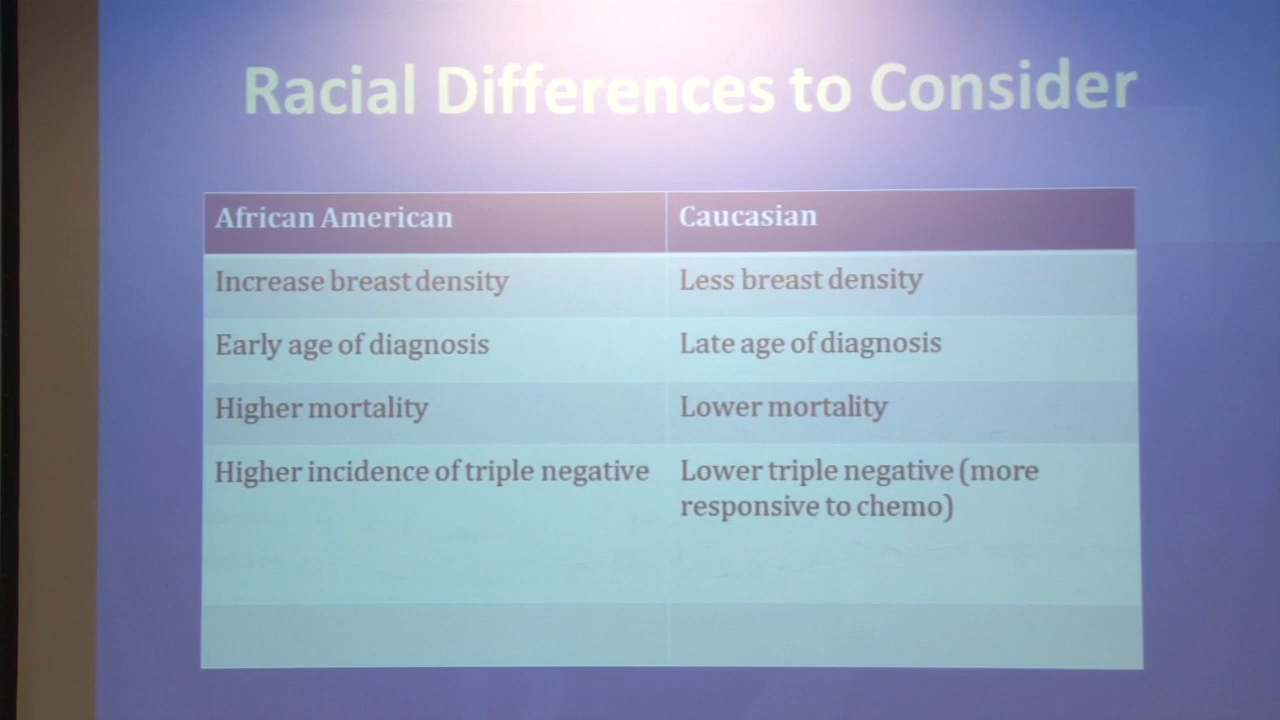 Racial Differences to Consider
African American
Caucasian
Increase breast density
Less breast density
Early age of diagnosis
Late age of diagnosis
Higher mortality
Lower mortality
Higher incidence of triple negative
Lower triple negative (more
responsive to chemo)